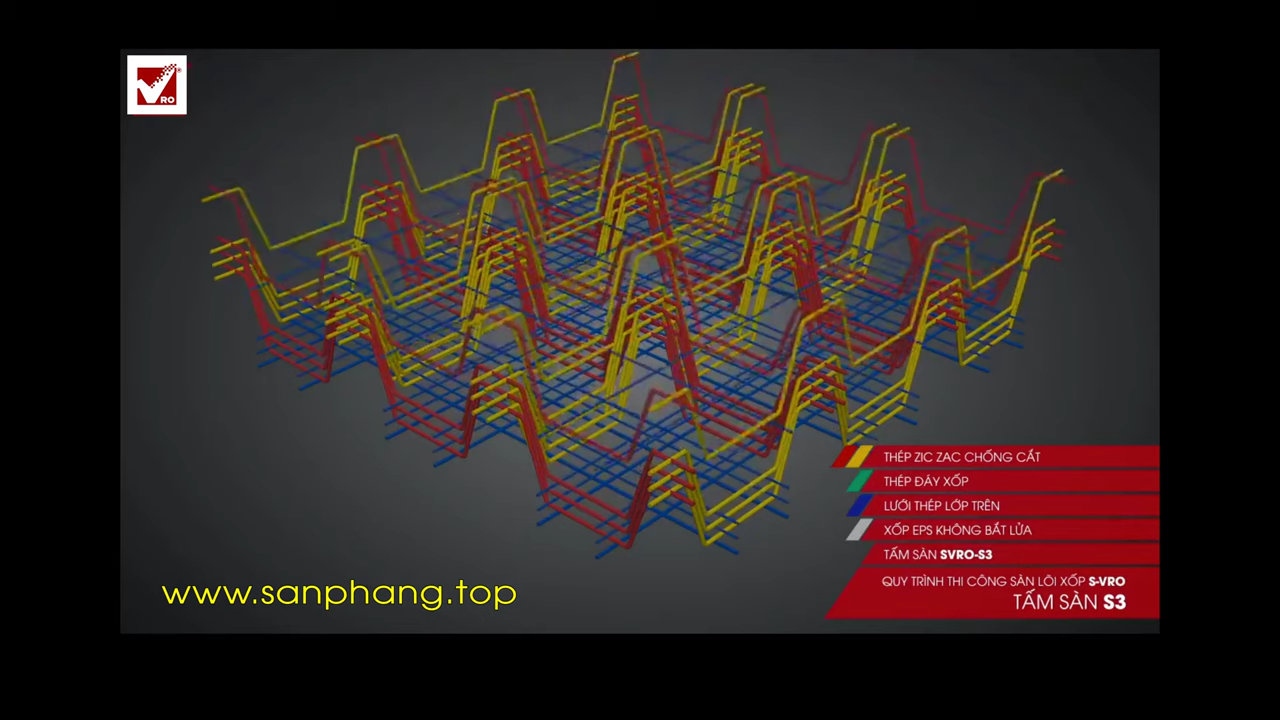 RO
THÉP ZIC ZAC CHỐNG CẮT
THÉP ĐÁY XỐP
LƯỚI THÉP LỚP TRÊN
XỐP EPS KHÔNG BẮT LỬA
TẤM SÀN SVRO-S3
QUY TRÌNH THI CÔNG SÀN LÕI XỐP S-VRO
TẤM SÀN S3
www.sanphang.top